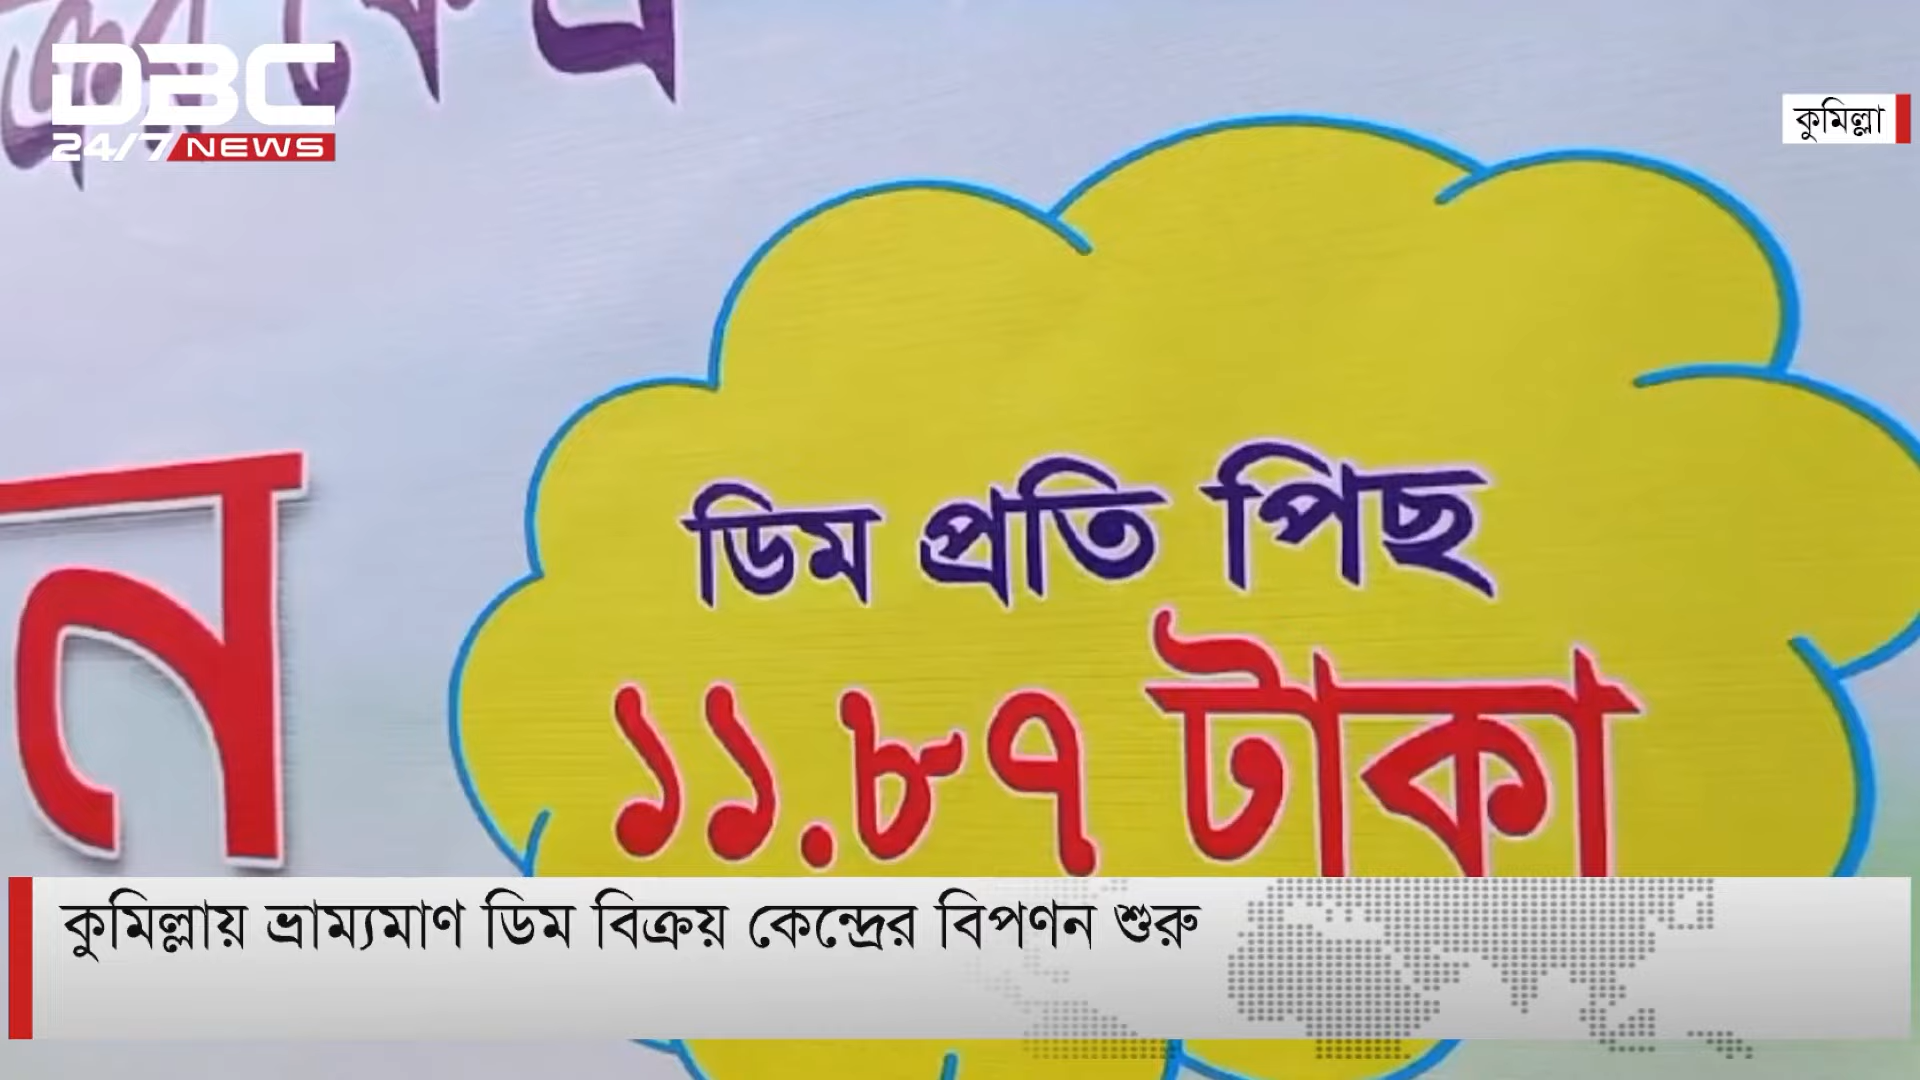 DBC
24/7 NEWS
কুমিল্লা
ডিম প্রতি পিছ
১১.৮৭ টাকা
কুমিল্লায় ভ্রাম্যমাণ ডিম বিক্রয় কেন্দ্রের বিপণন শুরু